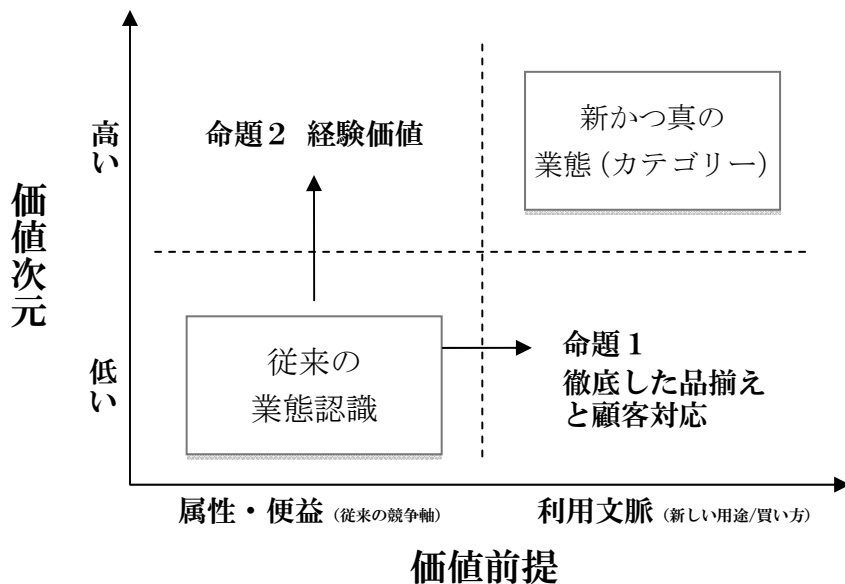 高い
命題２ 経験価値
新かつ真の
業態（カテゴリー）
価値次元
低い
従来の
業態認識
命題１
徹底した品揃え
と顧客対応
属性・便益（従来の競争軸）
利用文脈（新しい用途/買い方）
価値前提